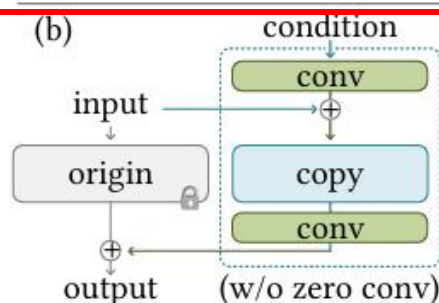 (b)
condition
conv
input
origin
copy
conv
output
(w/o zero conv)